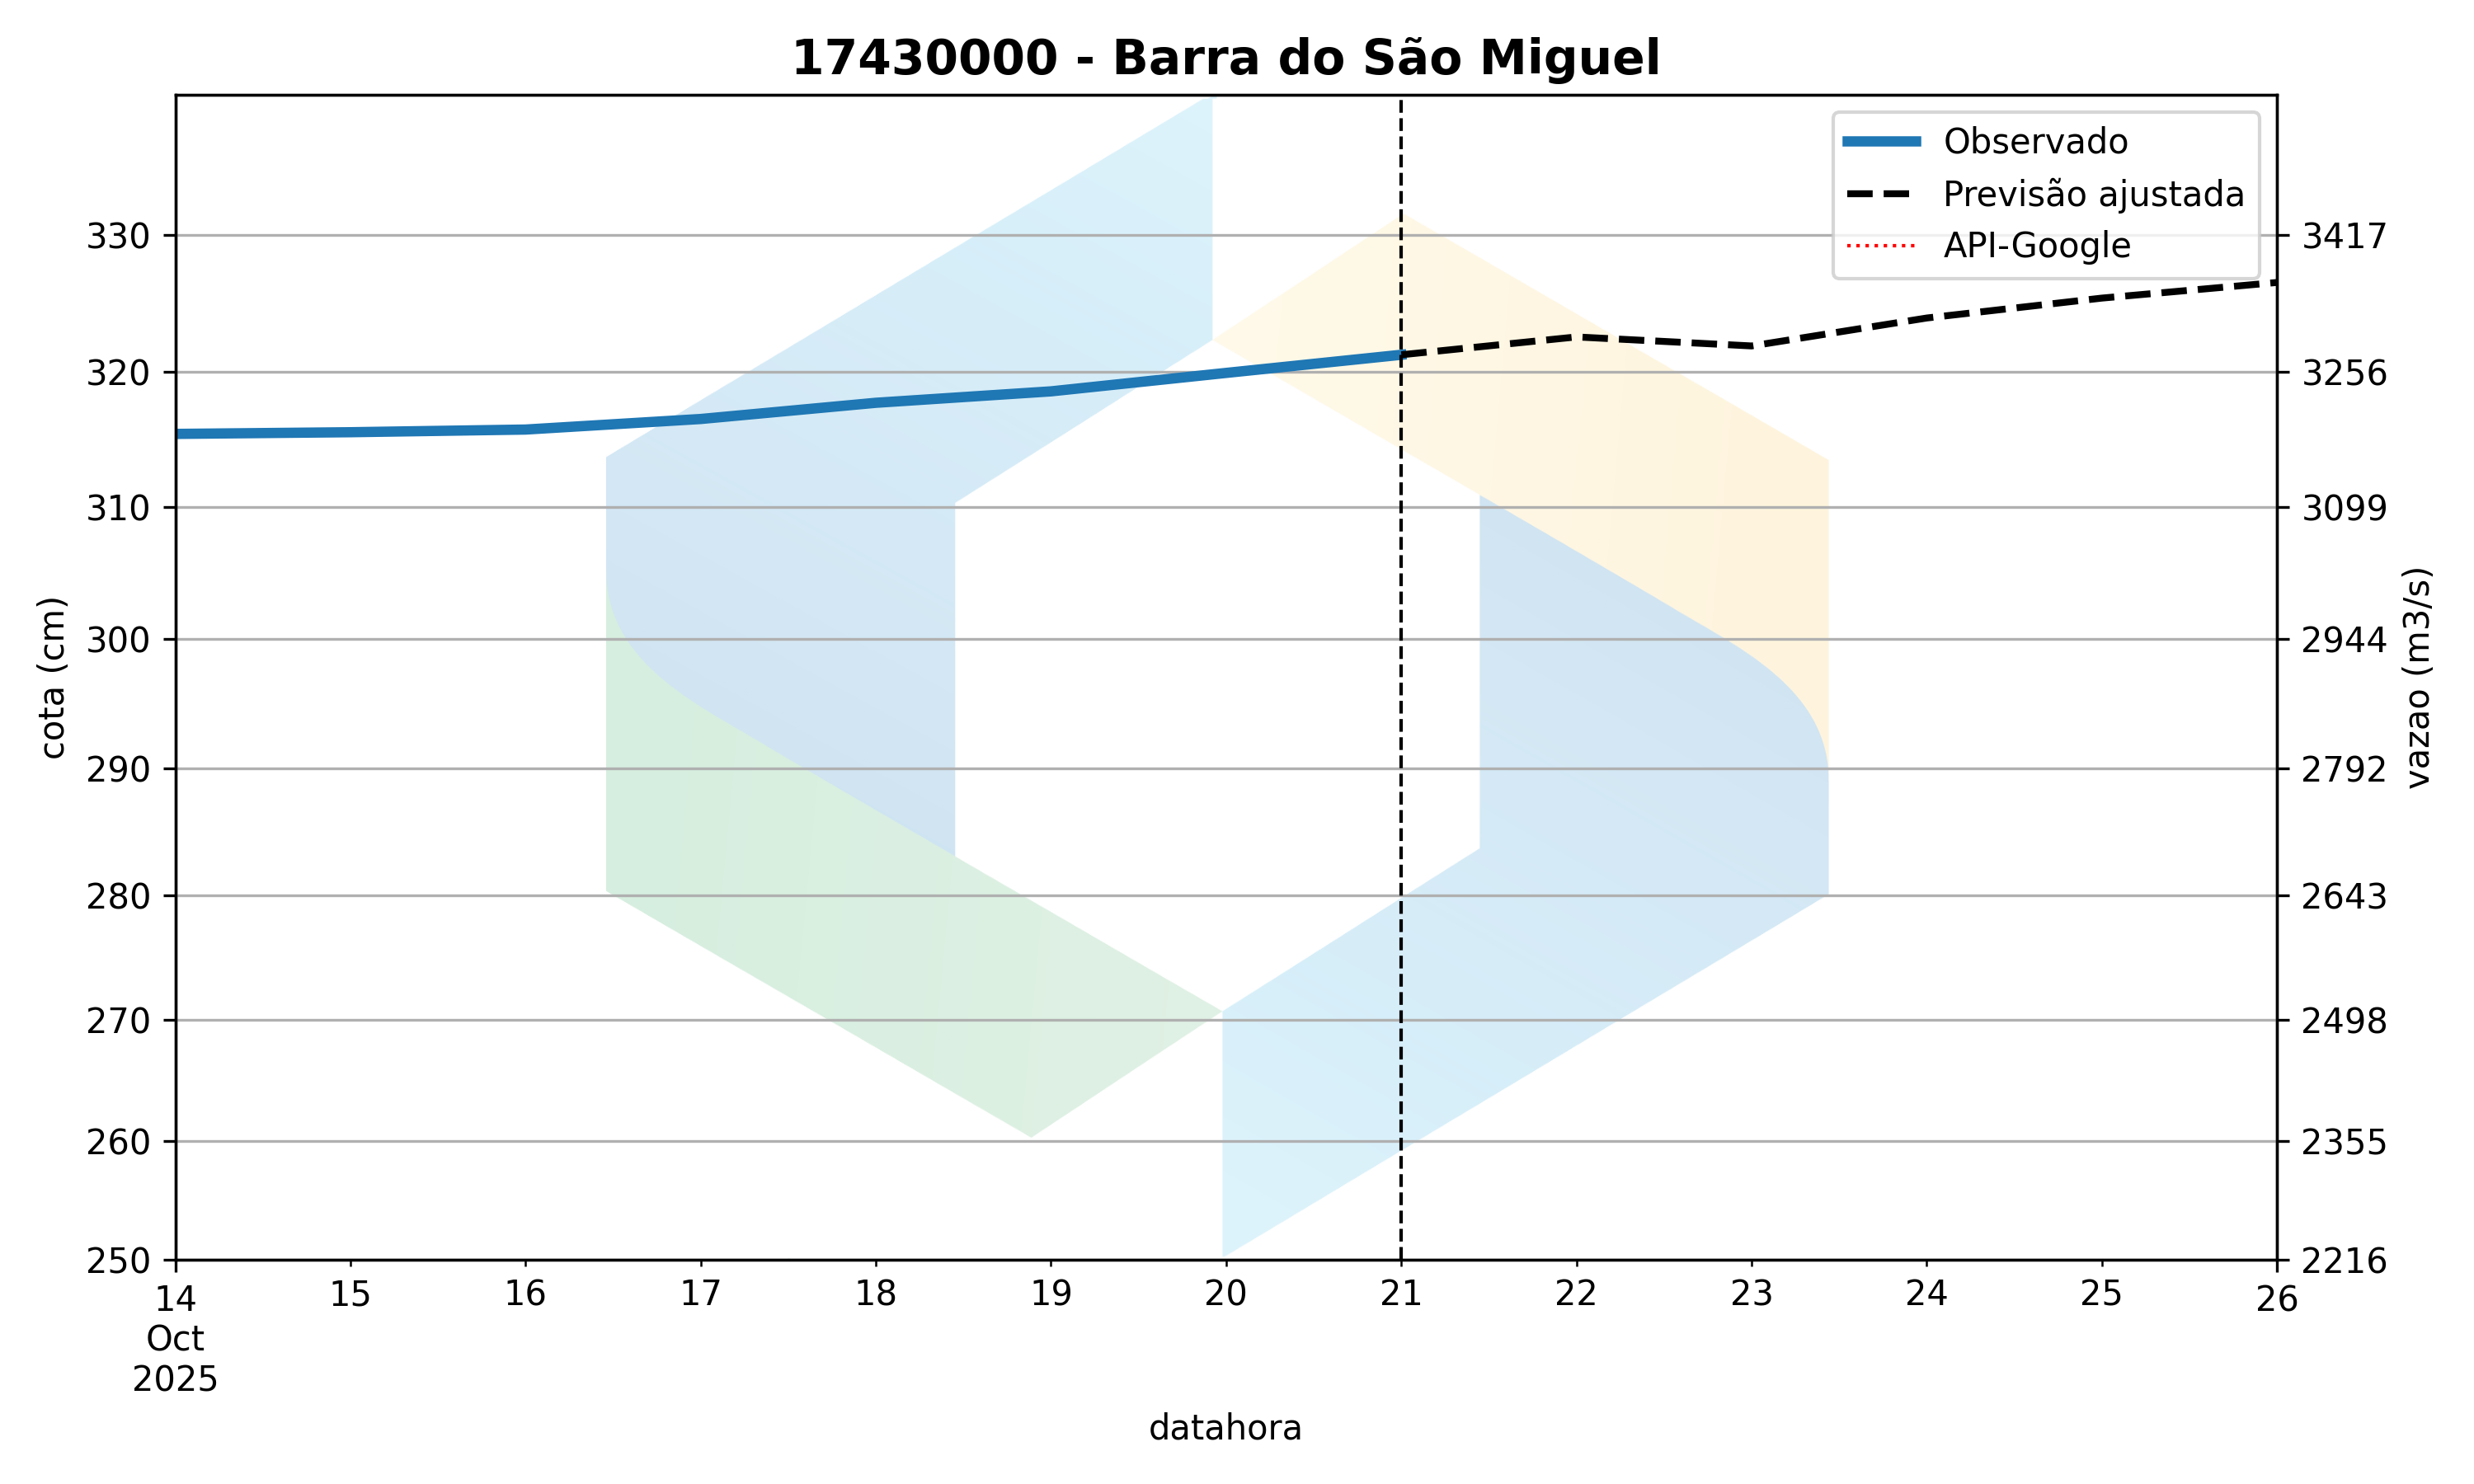 17430000 - Barra do São Miguel
Observado
Previsão ajustada
API-Google
330
320
310
300
290
280
270
260
250
cota (cm)
3417
3256
3099
2944
2792
2643
2498
2355
2216
vazao (m3/s)
14 15 16 17 18 19 20 21 22 23 24 25 26
Oct
2025
datahora